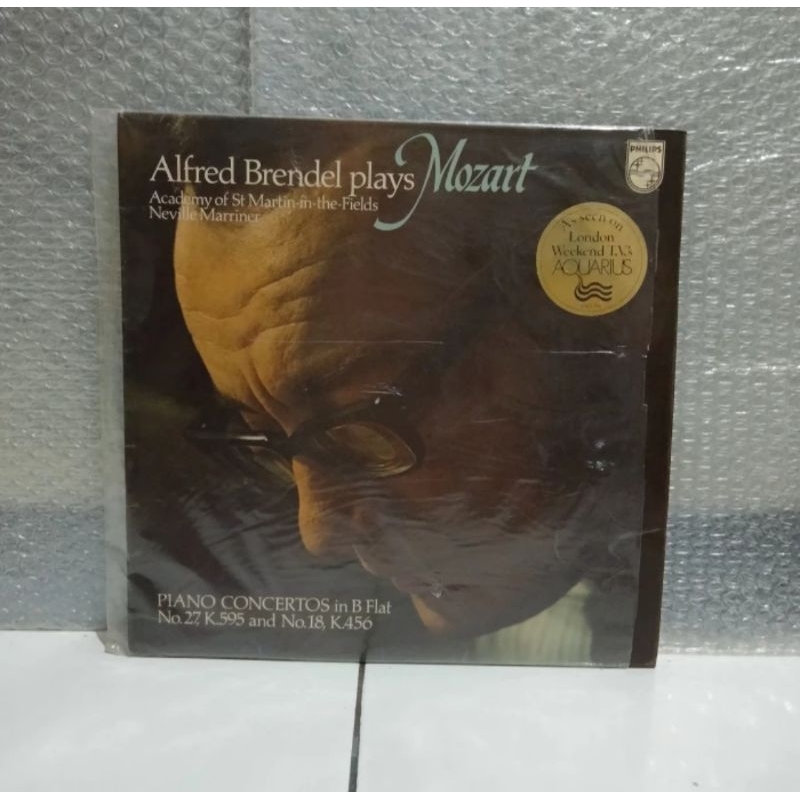 Alfred Brendel plays Mozart
Academy of St Martin-in-the-Fields
Neville Marriner
PHILIPS
As seen on
London
Weekend T.V.'s
AQUARIUS
PIANO CONCERTOS in B Flat
No.27, K.595 and No.18, K.456